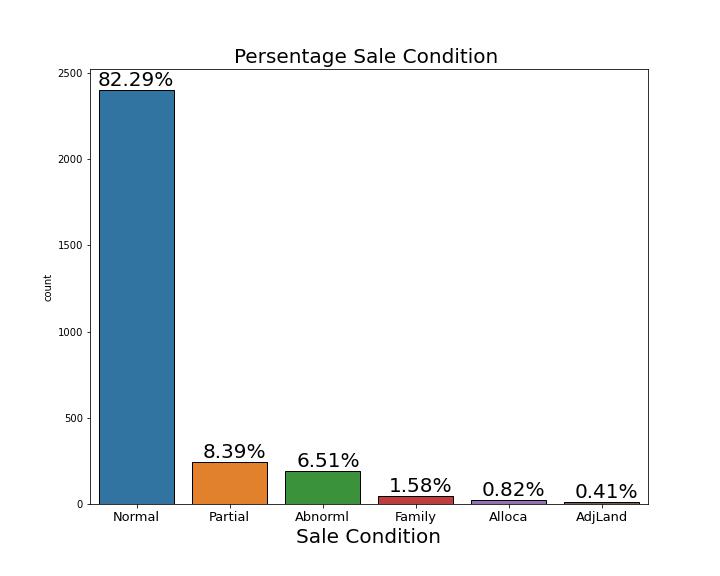 Persentage Sale Condition
2500
2000
1500
1000
500
0
count
82.29%
8.39%
6.51%
1.58%
0.82%
0.41%
Normal
Partial
Abnorml
Family
Alloca
AdjLand
Sale Condition